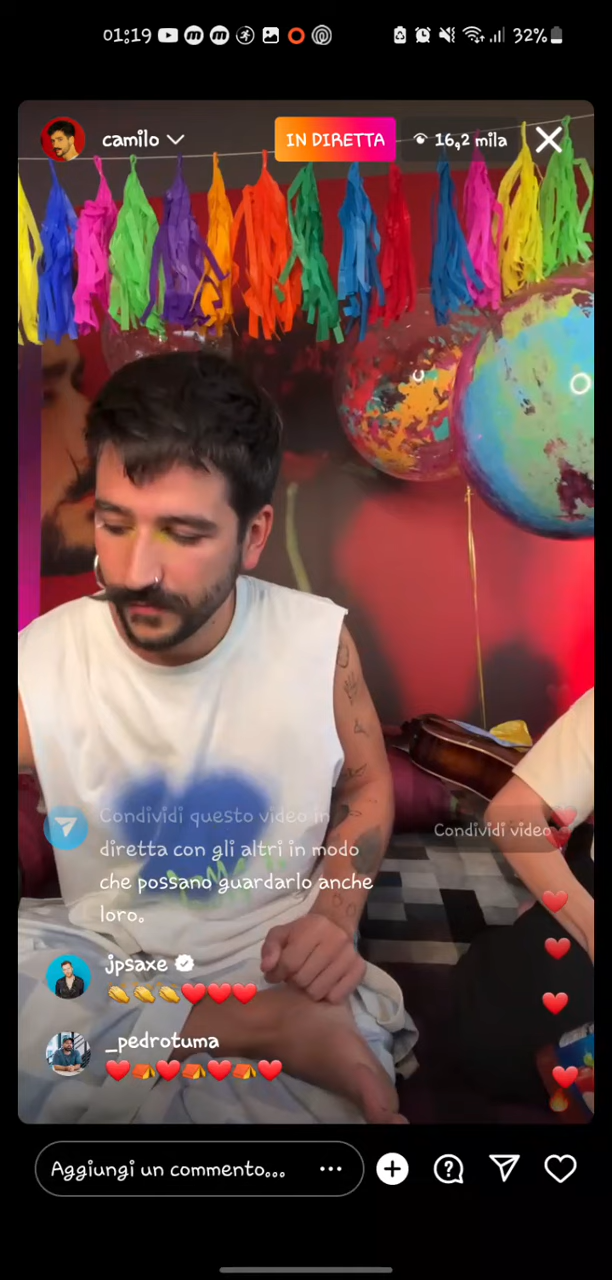 01:19
32%
camilo
IN DIRETTA
16,2 mila
Condividi questo video in
diretta con gli altri in modo
che possano guardarlo anche
loro.
Condividi video
jpsaxe
👏👏👏❤️❤️❤️
_pedrotuma
❤️⛺❤️⛺❤️⛺❤️
Aggiungi un commento...